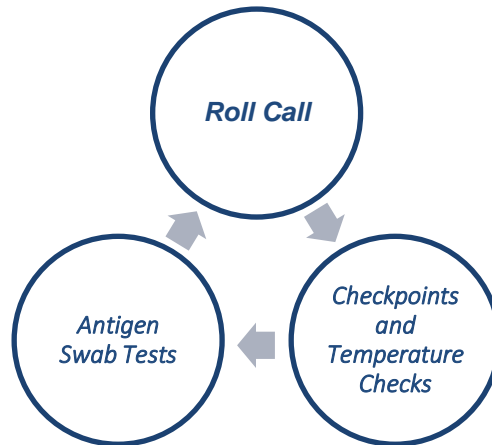 Roll Call
Checkpoints
and
Temperature
Checks
Antigen
Swab Tests